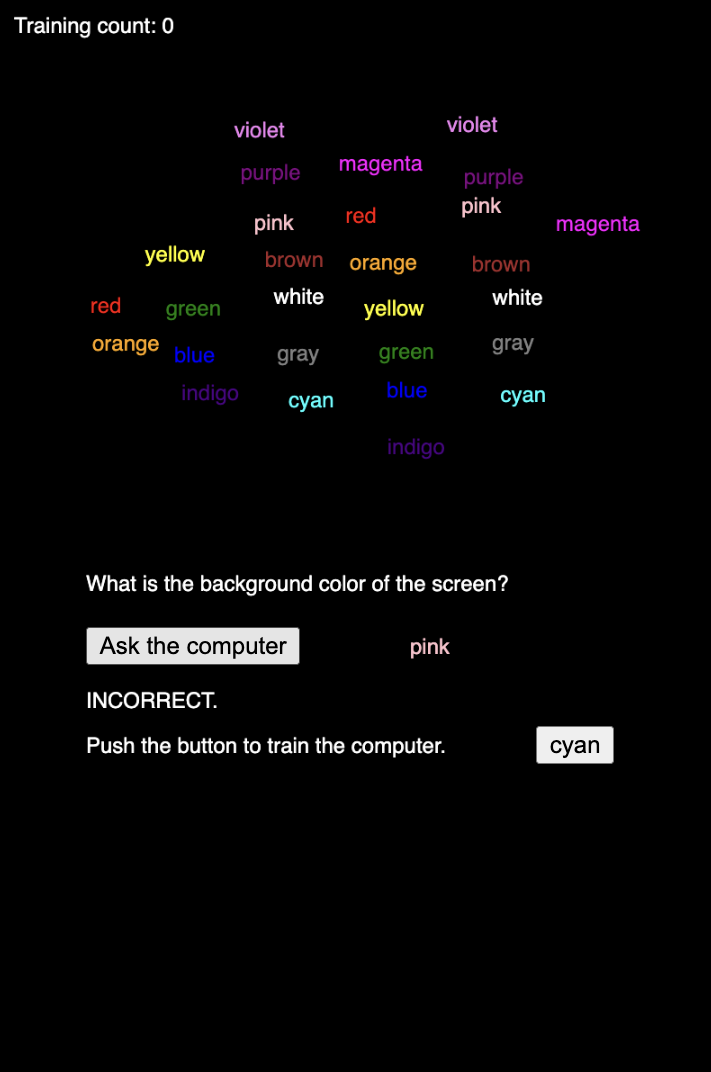 Training count: 0
violet violet
purple magenta purple
pink red pink
magenta
yellow brown orange brown
red green white yellow white
orange blue gray green gray
indigo cyan blue cyan
indigo
What is the background color of the screen?
Ask the computer pink
INCORRECT.
Push the button to train the computer. cyan